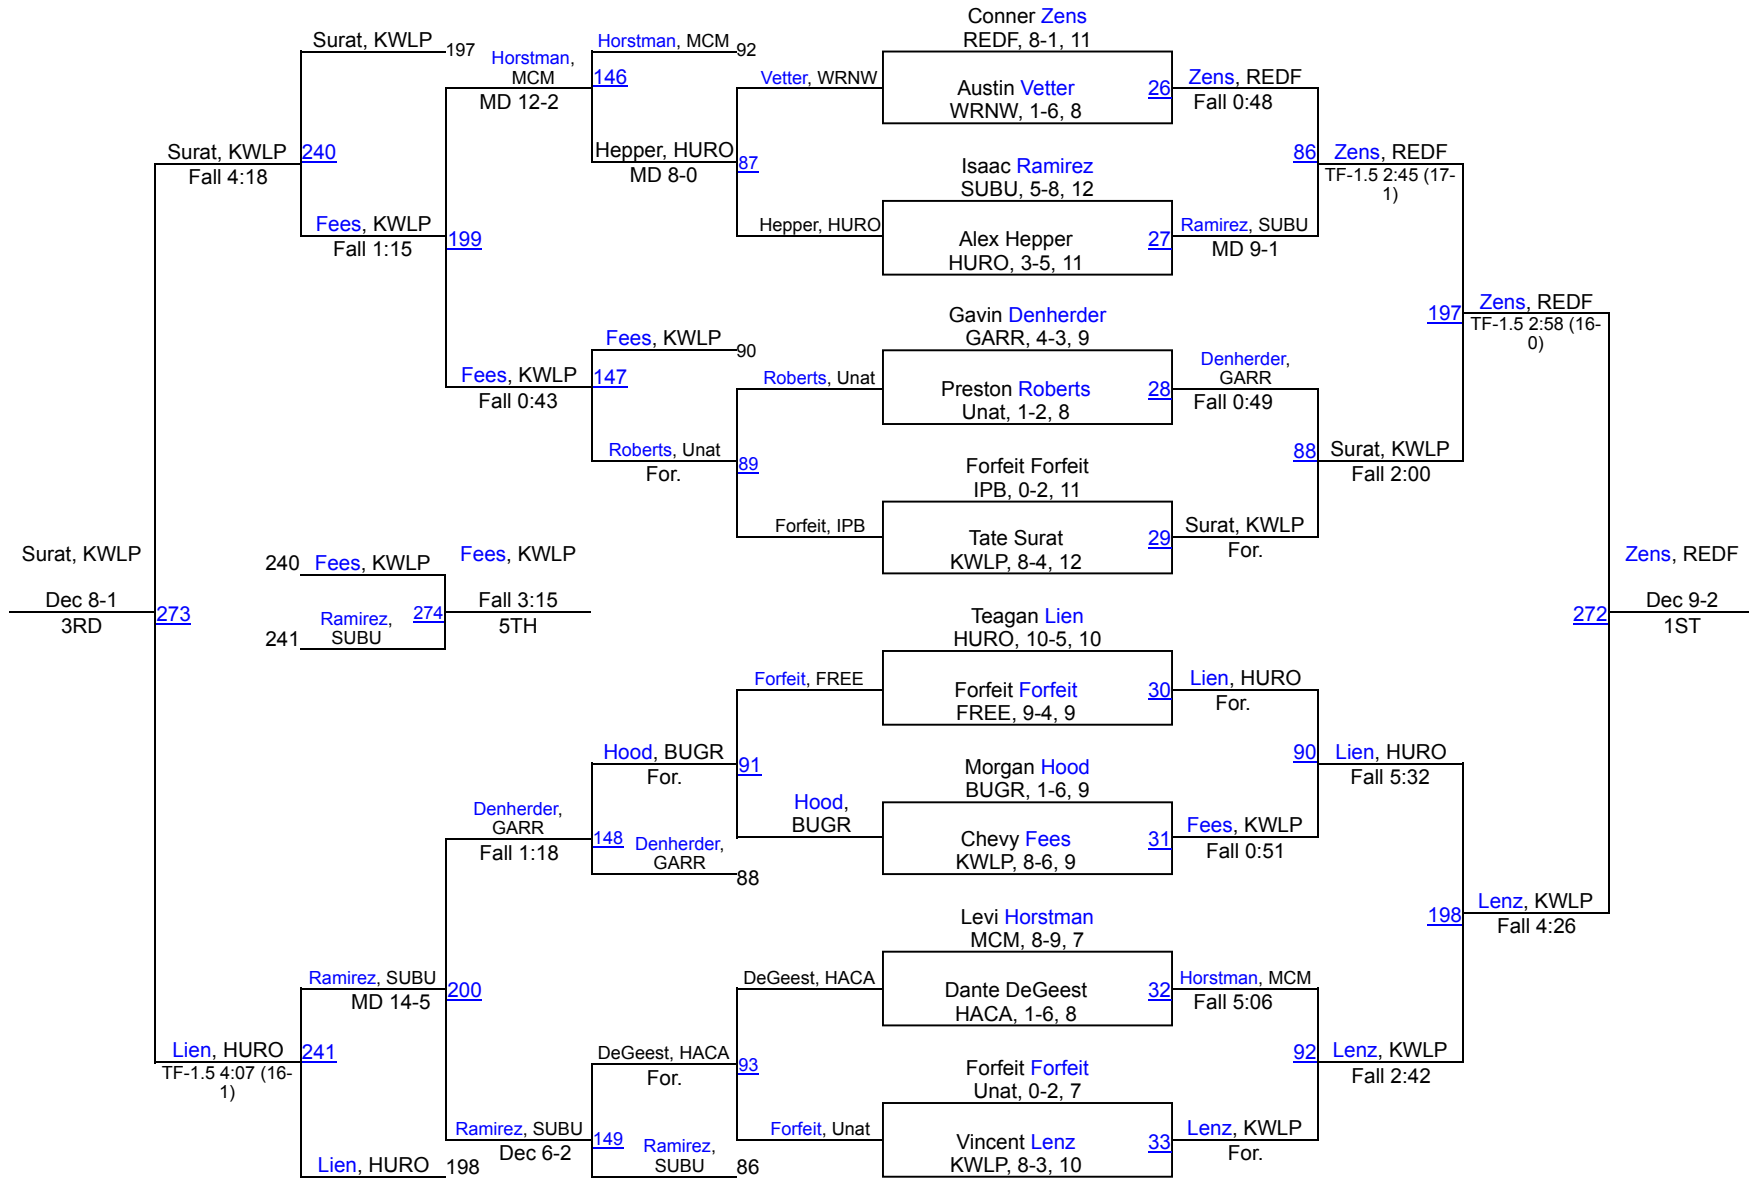 Conner Zens
REDF, 8-1, 11
Surat, KWLP
197
Horstman, MCM
92
Horstman,
MCM
146
MD 12-2
Vetter, WRNW
Austin Vetter
WRNW, 1-6, 8
26
Zens, REDF
Fall 0:48
Surat, KWLP
240
Fall 4:18
Hepper, HURO
87
MD 8-0
Isaac Ramirez
SUBU, 5-8, 12
86
Zens, REDF
TF-1.5 2:45 (17-
1)
Fees, KWLP
199
Fall 1:15
Hepper, HURO
Alex Hepper
HURO, 3-5, 11
27
Ramirez, SUBU
MD 9-1
Gavin Denherder
GARR, 4-3, 9
197
Zens, REDF
TF-1.5 2:58 (16-
0)
Fees, KWLP
90
Fees, KWLP
147
Fall 0:43
Roberts, Unat
Preston Roberts
Unat, 1-2, 8
28
Denherder,
GARR
Fall 0:49
Roberts, Unat
89
For.
Forfeit Forfeit
IPB, 0-2, 11
88
Surat, KWLP
Fall 2:00
Forfeit, IPB
Tate Surat
KWLP, 8-4, 12
29
Surat, KWLP
For.
Surat, KWLP
Dec 8-1
273
3RD
240
Fees, KWLP
Fees, KWLP
Ramirez,
SUBU
274
241
Fall 3:15
5TH
Zens, REDF
272
Dec 9-2
1ST
Teagan Lien
HURO, 10-5, 10
Forfeit, FREE
Forfeit Forfeit
FREE, 9-4, 9
30
Lien, HURO
For.
Hood, BUGR
91
For.
Morgan Hood
BUGR, 1-6, 9
90
Lien, HURO
Fall 5:32
Denherder,
GARR
148
Fall 1:18
Denherder,
GARR
88
Hood,
BUGR
Chevy Fees
KWLP, 8-6, 9
31
Fees, KWLP
Fall 0:51
Levi Horstman
MCM, 8-9, 7
198
Lenz, KWLP
Fall 4:26
Ramirez, SUBU
200
MD 14-5
DeGeest, HACA
Dante DeGeest
HACA, 1-6, 8
32
Horstman, MCM
Fall 5:06
Lien, HURO
241
TF-1.5 4:07 (16-
1)
DeGeest, HACA
93
For.
Forfeit Forfeit
Unat, 0-2, 7
92
Lenz, KWLP
Fall 2:42
Ramirez, SUBU
149
Dec 6-2
Ramirez,
SUBU
86
Forfeit, Unat
Vincent Lenz
KWLP, 8-3, 10
33
Lenz, KWLP
For.
Lien, HURO
198